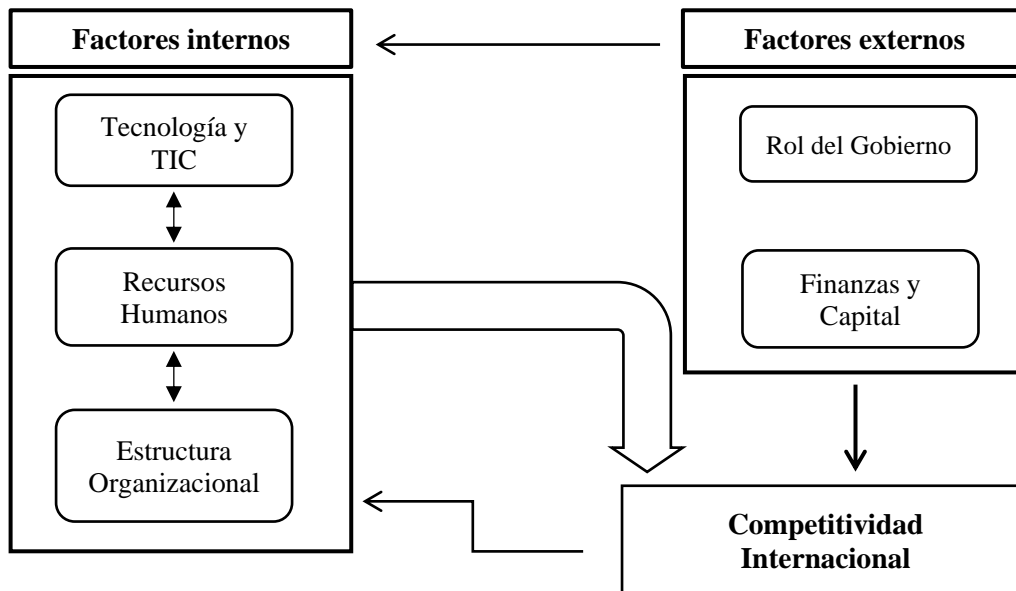 Factores internos
Tecnología y
TIC
Recursos
Humanos
Estructura
Organizacional
Factores externos
Rol del Gobierno
Finanzas y
Capital
Competitividad
Internacional